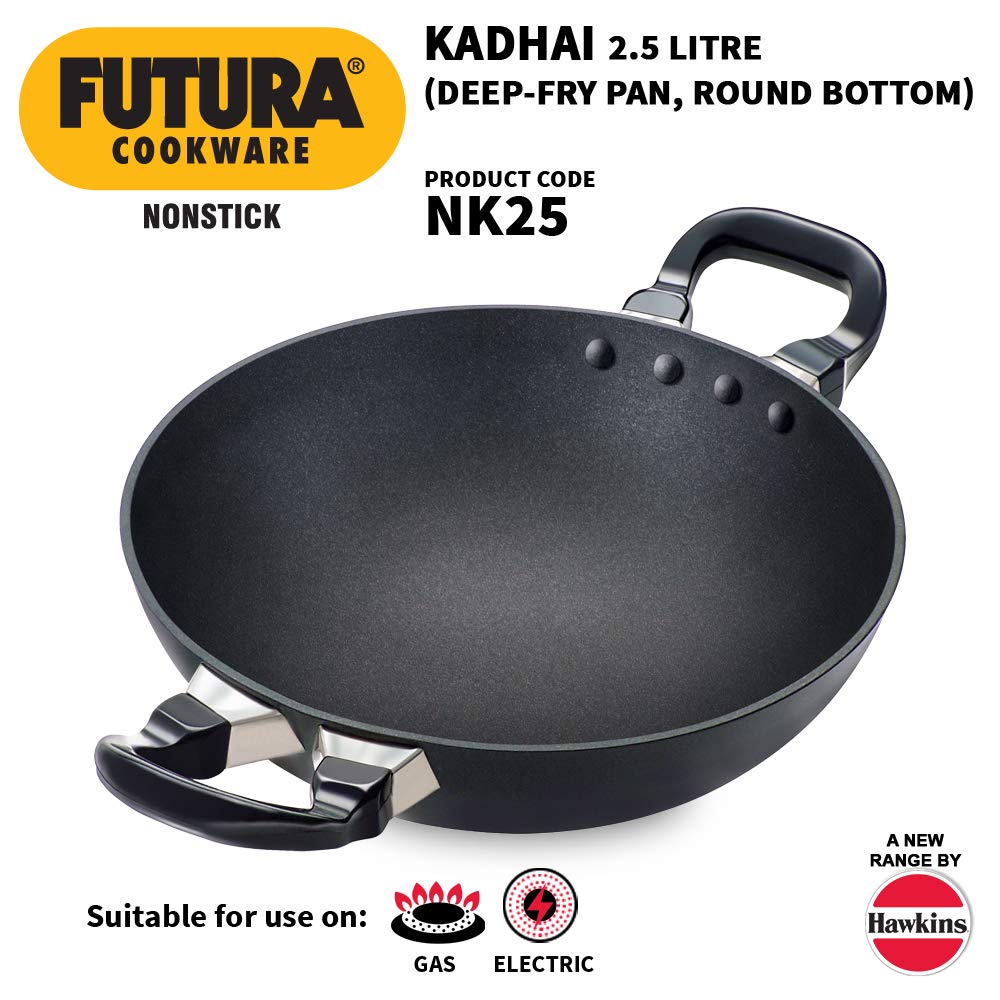 FUTURA®
COOKWARE
NONSTICK
KADHAI 2.5 LITRE
(DEEP-FRY PAN, ROUND BOTTOM)
PRODUCT CODE
NK25
Suitable for use on:
GAS
ELECTRIC
A NEW
RANGE BY
Hawkins